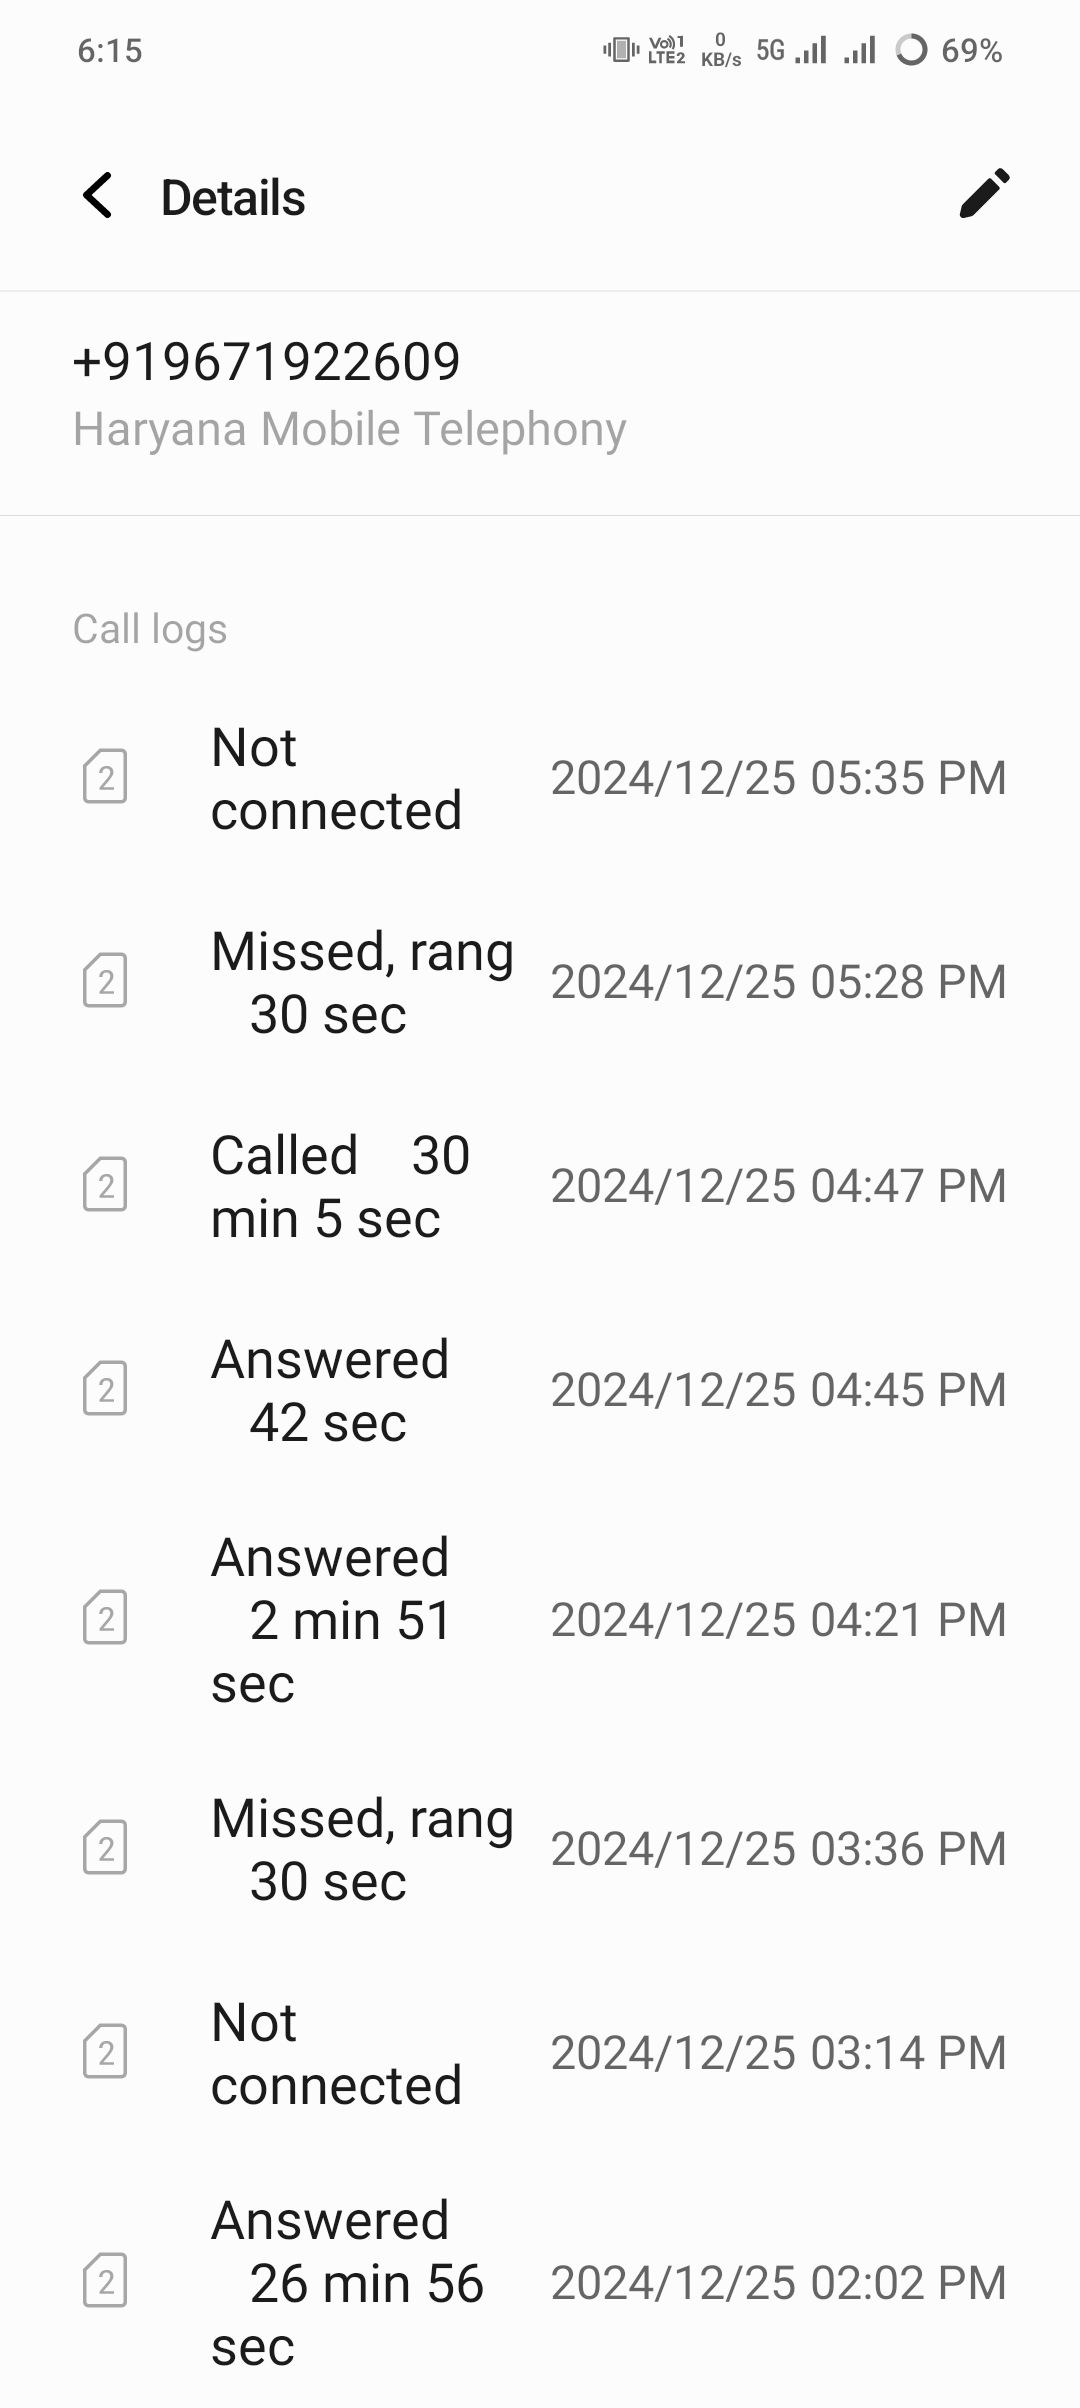 6:15
Vo))1 LTE2 0 KB/s 5G 69%
Details
+919671922609
Haryana Mobile Telephony
Call logs
2 Not connected 2024/12/25 05:35 PM
2 Missed, rang 30 sec 2024/12/25 05:28 PM
2 Called 30 min 5 sec 2024/12/25 04:47 PM
2 Answered 42 sec 2024/12/25 04:45 PM
2 Answered 2 min 51 sec 2024/12/25 04:21 PM
2 Missed, rang 30 sec 2024/12/25 03:36 PM
2 Not connected 2024/12/25 03:14 PM
2 Answered 26 min 56 sec 2024/12/25 02:02 PM